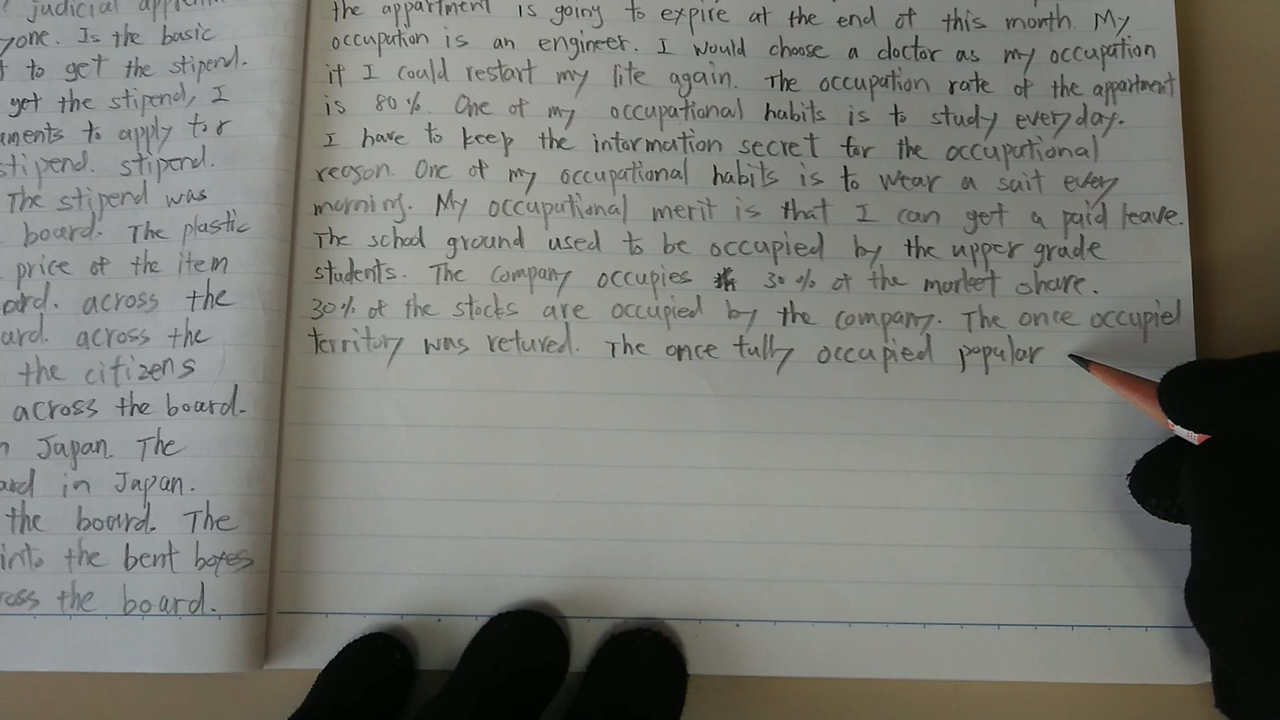 judicial
yone. Is the basic
to get the stipend.
get the stipend, I
uments to apply for
stipend. stipend.
The stipend was
board. The plastic
price of the item
oard. across the
ard. across the
the citizens
across the board.
n Japan The
ard in Japan.
the board. The
into the bent boxes
ross the board.
the appartment is going to expire at the end of this month. My
occupation is an engineer. I would choose a doctor as my occupation
if I could restart my life again. The occupation rate of the appartment
is 80%. One of my occupational habits is to study everyday.
I have to keep the information secret for the occupational
reason. One of my occupational habits is to wear a sait every
morning. My occupational merit is that I can get a paid leave.
The school ground used to be occupied by the upper grade
students. The company occupies 30% of the market share.
30% of the stocks are occupied by the company. The once occupied
territory was retured. The once fully occupied popular